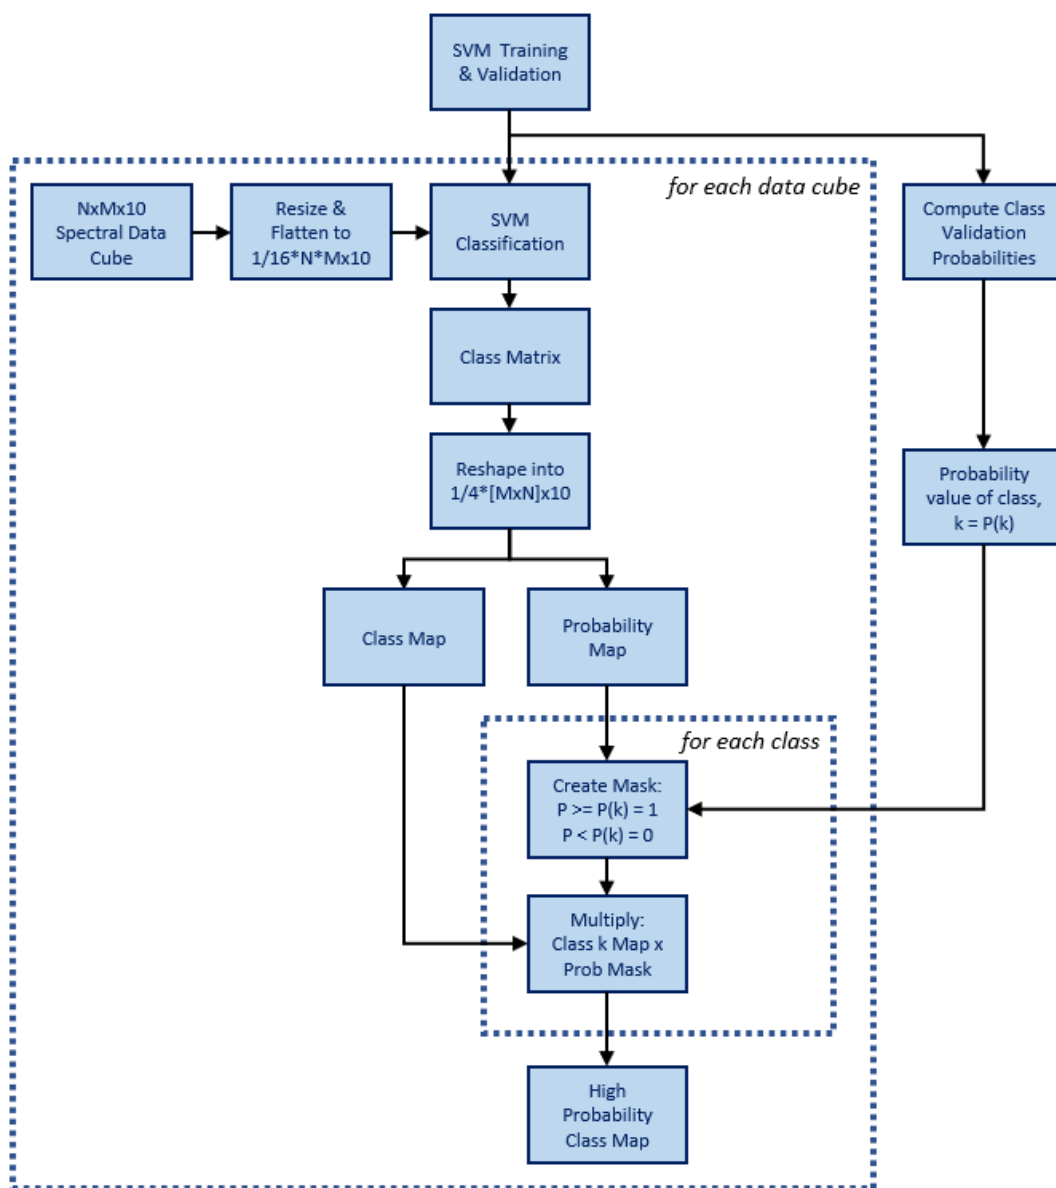 SVM Training
& Validation
for each data cube
NxMx10
Spectral Data
Cube
Resize &
Flatten to
1/16*N*Mx10
SVM
Classification
Compute Class
Validation
Probabilities
Class Matrix
Reshape into
1/4*[MxN]x10
Probability
value of class,
k = P(k)
Class Map
Probability
Map
for each class
Create Mask:
P >= P(k) = 1
P < P(k) = 0
Multiply:
Class k Map x
Prob Mask
High
Probability
Class Map